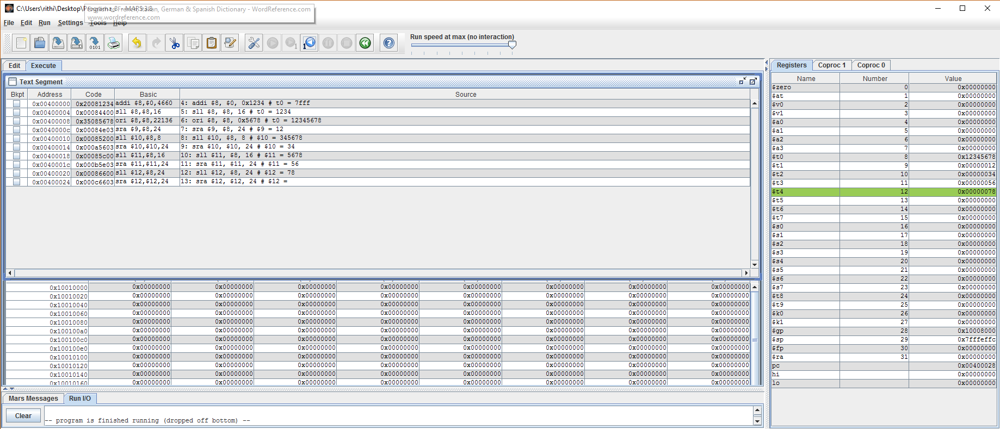 C:\Users\rithi\Desktop\Programa 8 - MARS 3.8
English to French, Italian, German & Spanish Dictionary - WordReference.com
www.wordreference.com
File Edit Run Settings Tools Help
Run speed at max (no interaction)
Edit Execute
Text Segment
Bkpt Address Code Basic Source
0x00400000 0x20081234 addi $8,$0,4660 4: addi $8, $0, 0x1234 # t0 = 7fff
0x00400004 0x00084400 sll $8,$8,16 5: sll $8, $8, 16 # t0 = 1234
0x00400008 0x35085678 ori $8,$8,22136 6: ori $8, $8, 0x5678 # t0 = 12345678
0x0040000c 0x00084e03 sra $9,$8,24 7: sra $9, $8, 24 # $9 = 12
0x00400010 0x00085200 sll $10,$8,8 8: sll $10, $8, 8 # $10 = 345678
0x00400014 0x000a5603 sra $10,$10,24 9: sra $10, $10, 24 # $10 = 34
0x00400018 0x00085c00 sll $11,$8,16 10: sll $11, $8, 16 # $11 = 5678
0x0040001c 0x000b5e03 sra $11,$11,24 11: sra $11, $11, 24 # $11 = 56
0x00400020 0x00086600 sll $12,$8,24 12: sll $12, $8, 24 # $12 = 78
0x00400024 0x000c6603 sra $12,$12,24 13: sra $12, $12, 24 # $12 =
0x10010000 0x00000000 0x00000000 0x00000000 0x00000000 0x00000000 0x00000000 0x00000000 0x00000000
0x10010020 0x00000000 0x00000000 0x00000000 0x00000000 0x00000000 0x00000000 0x00000000 0x00000000
0x10010040 0x00000000 0x00000000 0x00000000 0x00000000 0x00000000 0x00000000 0x00000000 0x00000000
0x10010060 0x00000000 0x00000000 0x00000000 0x00000000 0x00000000 0x00000000 0x00000000 0x00000000
0x10010080 0x00000000 0x00000000 0x00000000 0x00000000 0x00000000 0x00000000 0x00000000 0x00000000
0x100100a0 0x00000000 0x00000000 0x00000000 0x00000000 0x00000000 0x00000000 0x00000000 0x00000000
0x100100c0 0x00000000 0x00000000 0x00000000 0x00000000 0x00000000 0x00000000 0x00000000 0x00000000
0x100100e0 0x00000000 0x00000000 0x00000000 0x00000000 0x00000000 0x00000000 0x00000000 0x00000000
0x10010100 0x00000000 0x00000000 0x00000000 0x00000000 0x00000000 0x00000000 0x00000000 0x00000000
0x10010120 0x00000000 0x00000000 0x00000000 0x00000000 0x00000000 0x00000000 0x00000000 0x00000000
0x10010140 0x00000000 0x00000000 0x00000000 0x00000000 0x00000000 0x00000000 0x00000000 0x00000000
0x10010160 0x00000000 0x00000000 0x00000000 0x00000000 0x00000000 0x00000000 0x00000000 0x00000000
Mars Messages Run I/O
Clear
-- program is finished running (dropped off bottom) --
Registers Coproc 1 Coproc 0
Name Number Value
$zero 0 0x00000000
$at 1 0x00000000
$v0 2 0x00000000
$v1 3 0x00000000
$a0 4 0x00000000
$a1 5 0x00000000
$a2 6 0x00000000
$a3 7 0x00000000
$t0 8 0x12345678
$t1 9 0x00000012
$t2 10 0x00000034
$t3 11 0x00000056
$t4 12 0x00000078
$t5 13 0x00000000
$t6 14 0x00000000
$t7 15 0x00000000
$s0 16 0x00000000
$s1 17 0x00000000
$s2 18 0x00000000
$s3 19 0x00000000
$s4 20 0x00000000
$s5 21 0x00000000
$s6 22 0x00000000
$s7 23 0x00000000
$t8 24 0x00000000
$t9 25 0x00000000
$k0 26 0x00000000
$k1 27 0x00000000
$gp 28 0x10008000
$sp 29 0x7fffeffc
$fp 30 0x00000000
$ra 31 0x00000000
pc 0x00400028
hi 0x00000000
lo 0x00000000